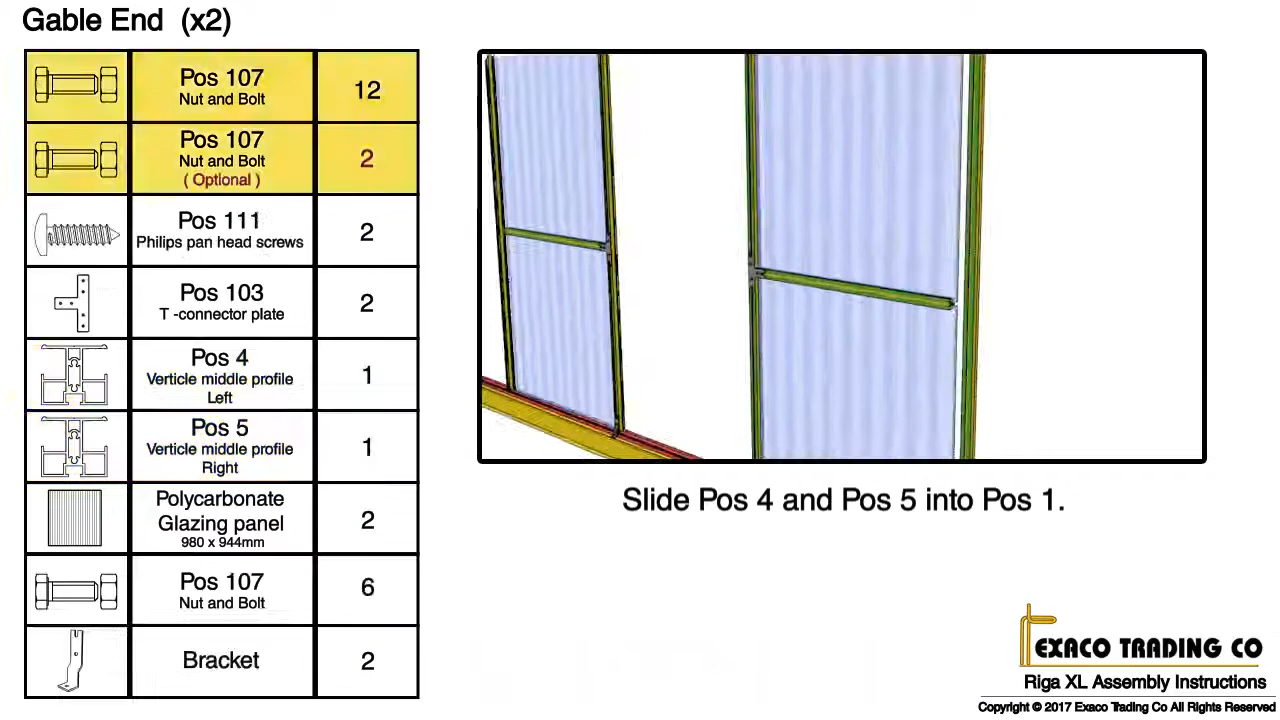 Gable End (x2)
Pos 107
Nut and Bolt
12
Pos 107
Nut and Bolt
( Optional )
2
Pos 111
Philips pan head screws
2
Pos 103
T -connector plate
2
Pos 4
Verticle middle profile
Left
1
Pos 5
Verticle middle profile
Right
1
Polycarbonate
Glazing panel
980 x 944mm
2
Pos 107
Nut and Bolt
6
Bracket
2
Slide Pos 4 and Pos 5 into Pos 1.
EXACO TRADING CO
Riga XL Assembly Instructions
Copyright © 2017 Exaco Trading Co All Rights Reserved